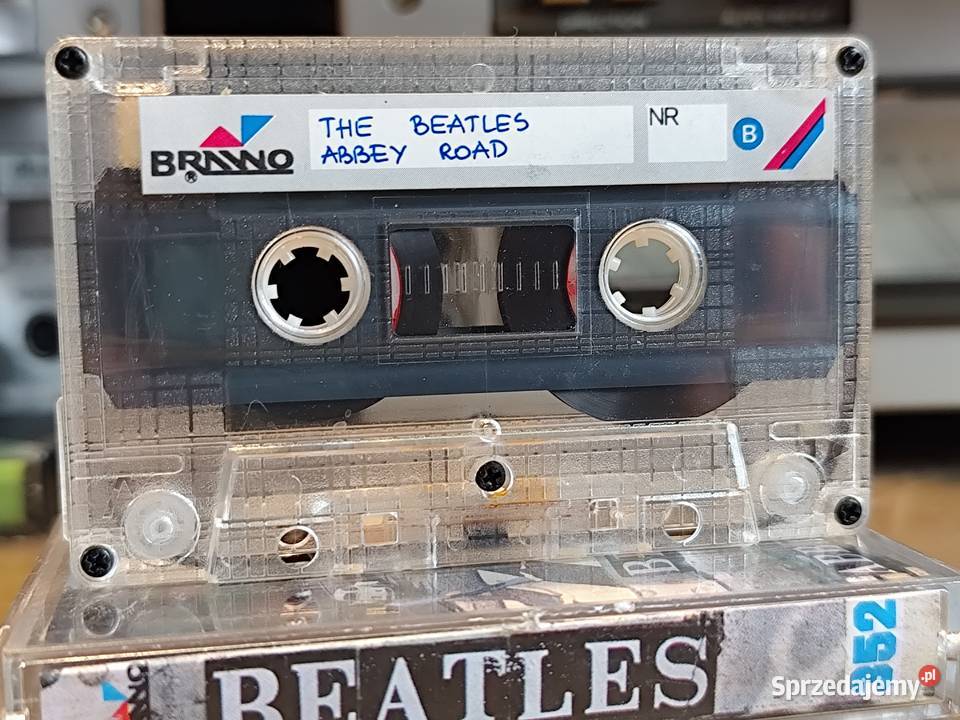 BRAWO
®
THE BEATLES
ABBEY ROAD
NR
B
BEATLES
352
Sprzedajemy.pl